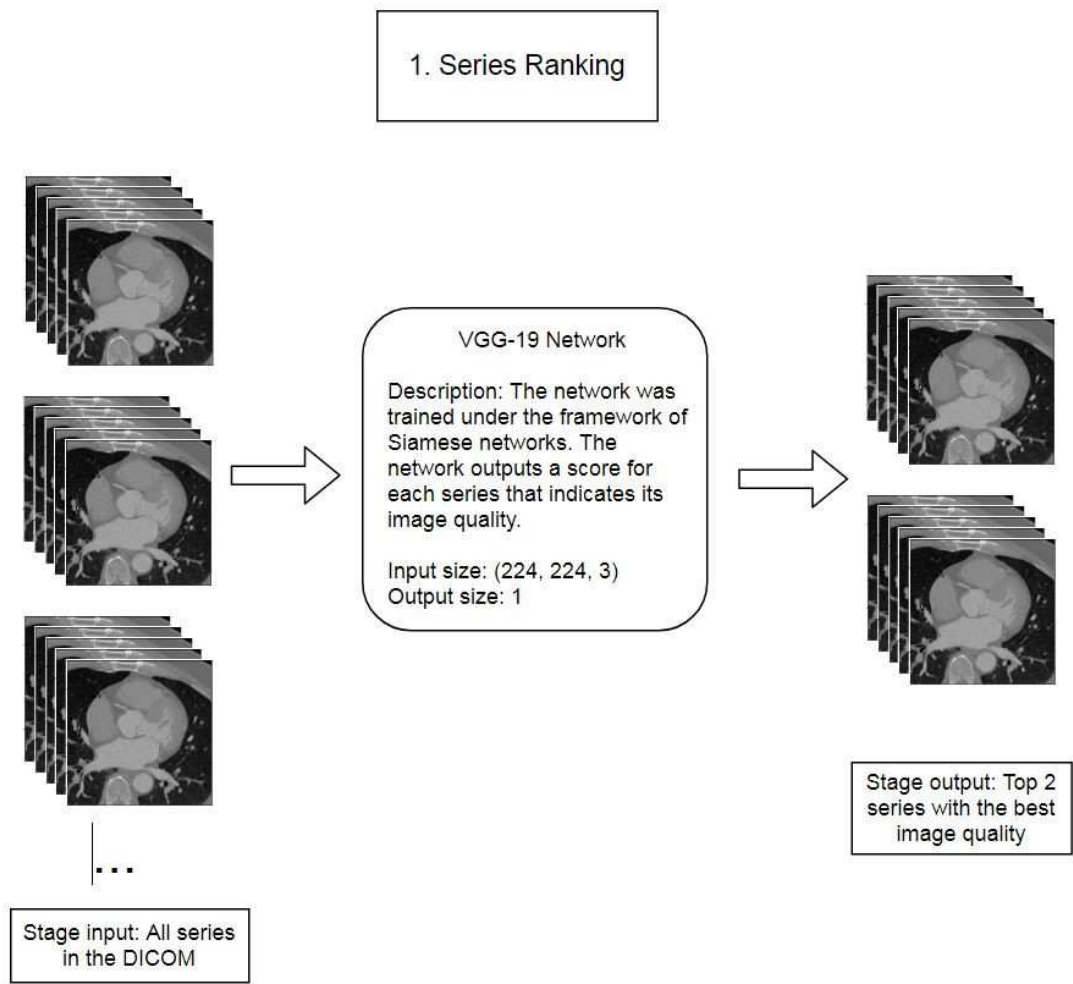 1. Series Ranking
VGG-19 Network
Description: The network was
trained under the framework of
Siamese networks. The
network outputs a score for
each series that indicates its
image quality.
Input size: (224, 224, 3)
Output size: 1
Stage output: Top 2
series with the best
image quality
...
Stage input: All series
in the DICOM